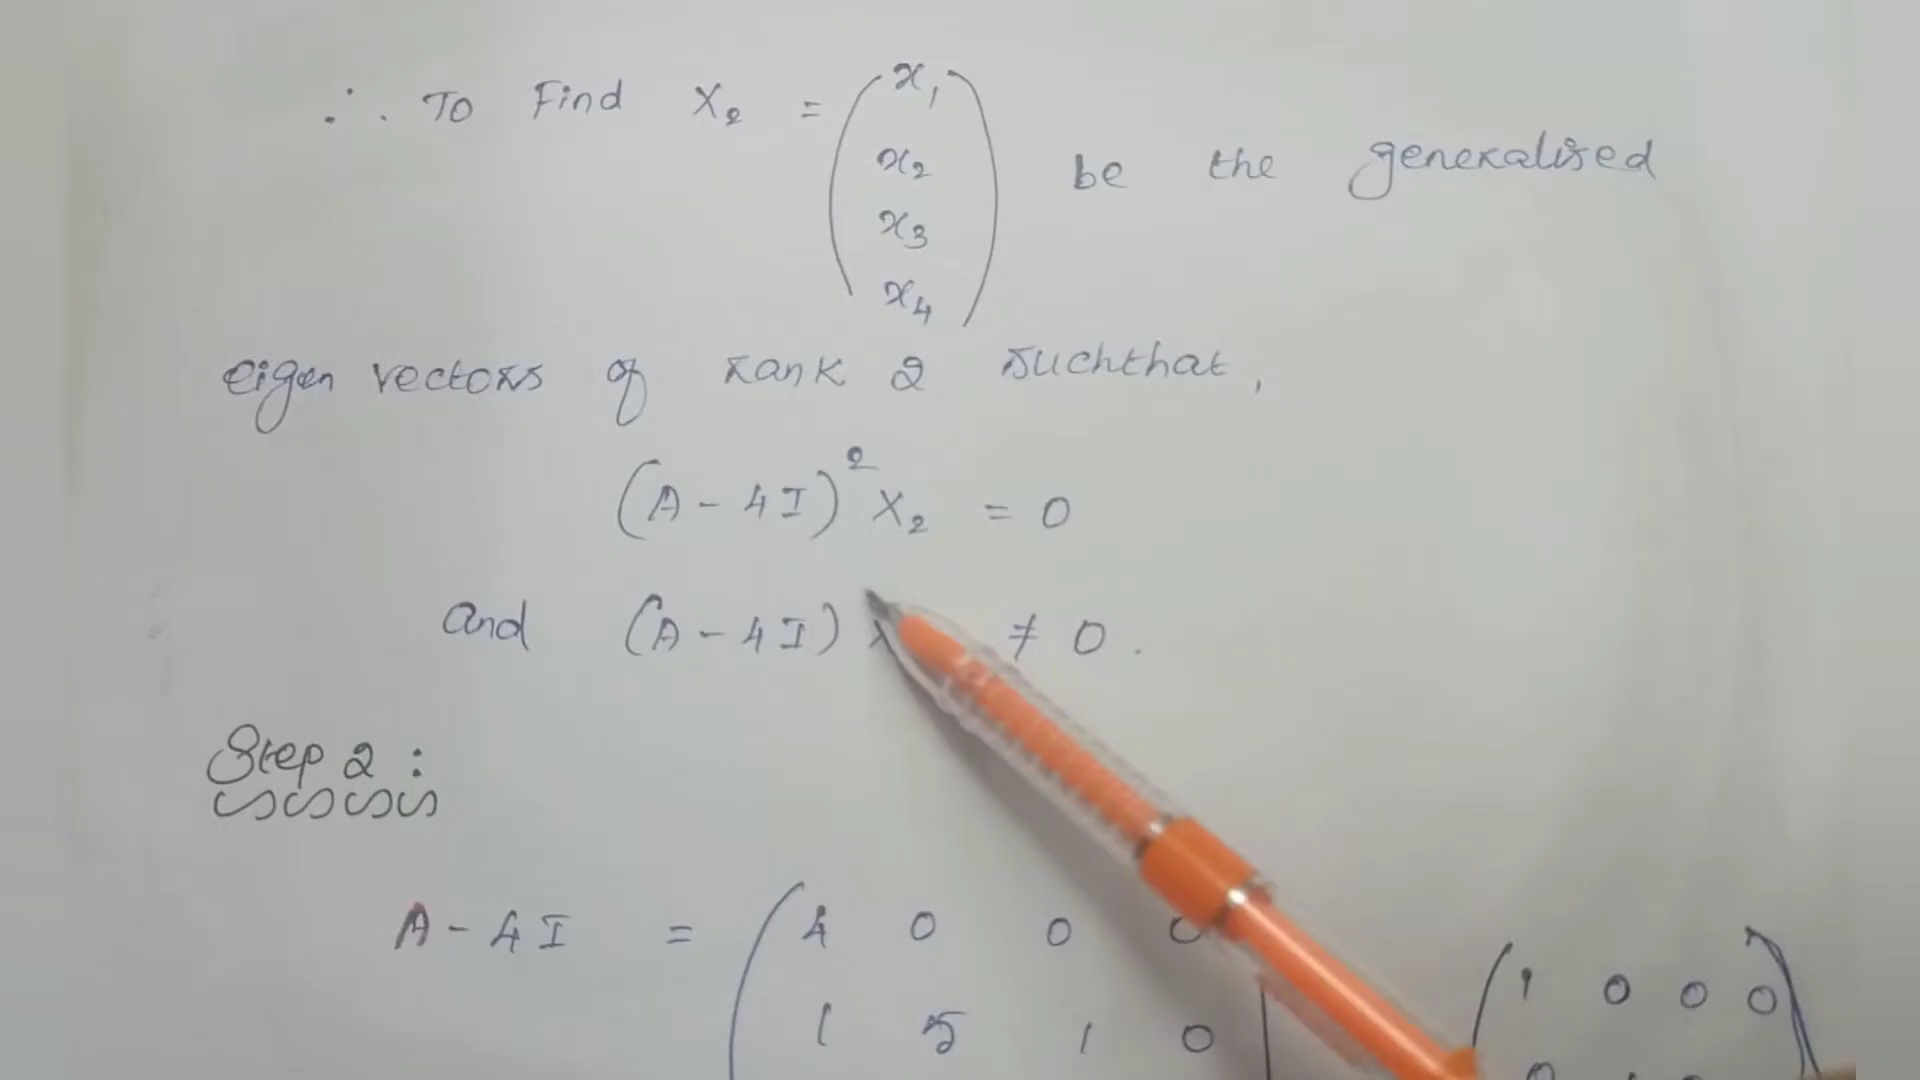 ∴ To Find X₂ = (x₁ x₂ x₃ x₄) be the generalised
eigen vectors of rank 2 suchthat,
(A - 4I)² X₂ = 0
and (A - 4I) X ≠ 0.
Step 2 :
A - 4I = (4 0 0 0 (1 0 0 0)
1 5 1 0